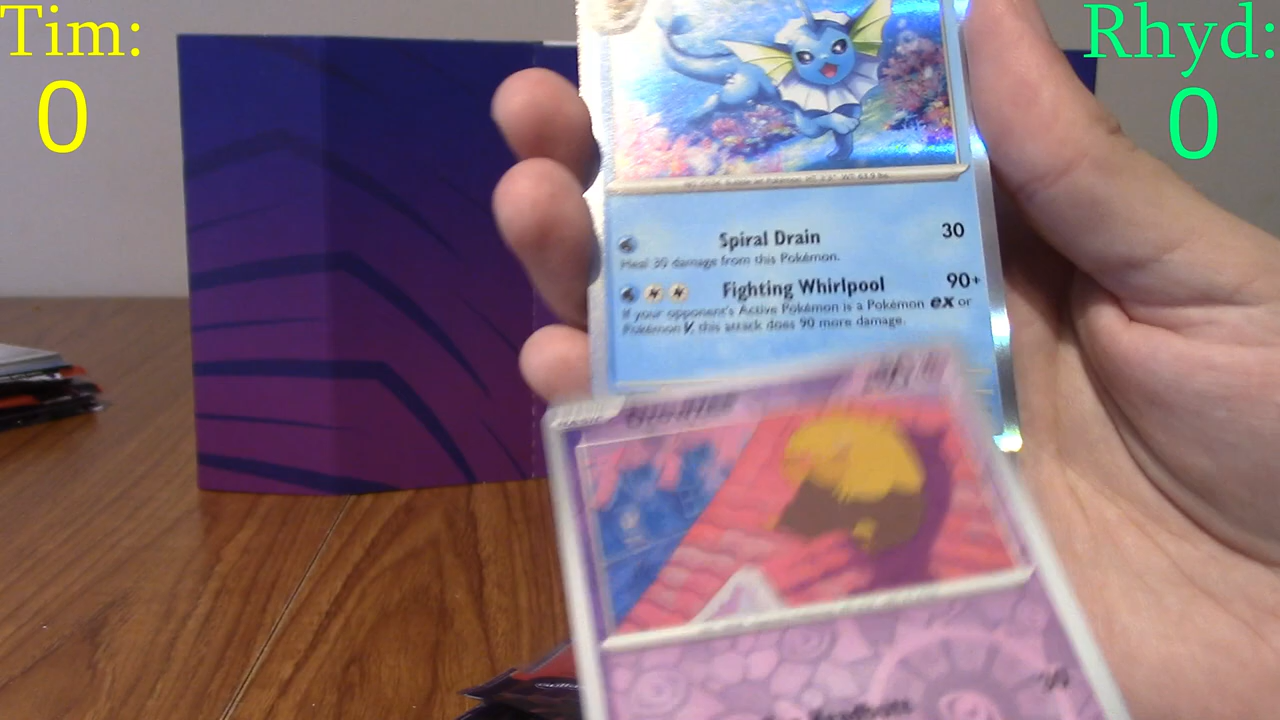 Tim:
0
Rhyd:
0
Spiral Drain 30
Heal 30 damage from this Pokémon.
Fighting Whirlpool 90+
If your opponent's Active Pokémon is a Pokémon ex or
Pokémon V, this attack does 90 more damage.
BASIC